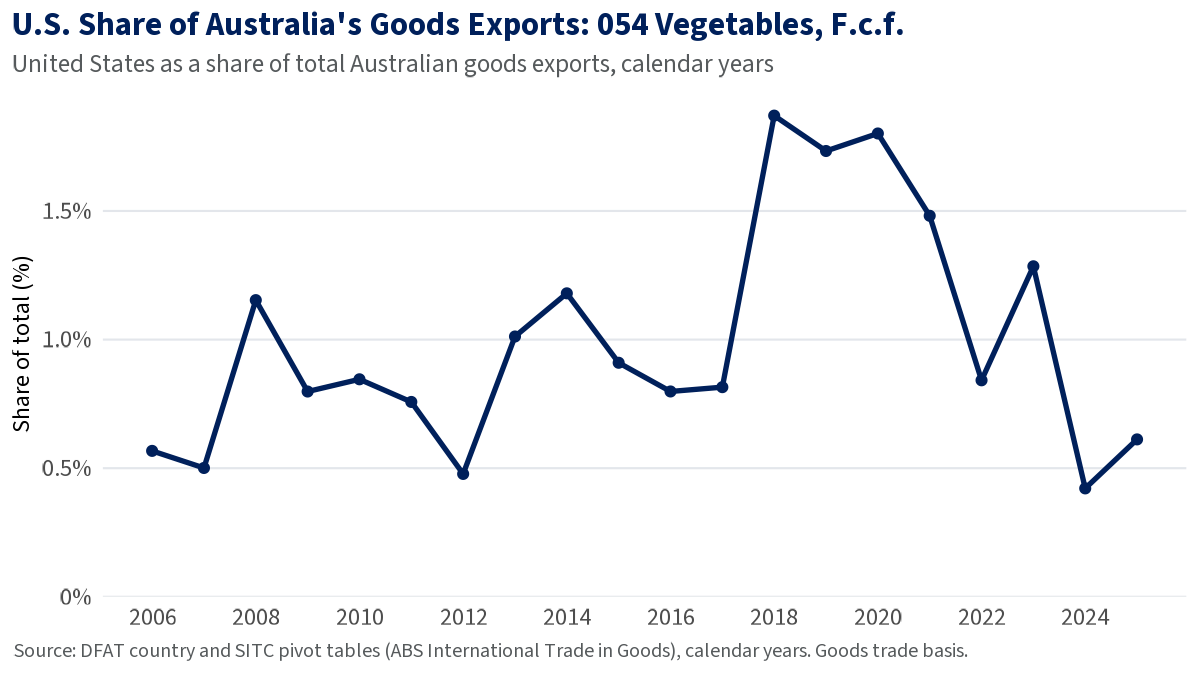 U.S. Share of Australia's Goods Exports: 054 Vegetables, F.c.f.
United States as a share of total Australian goods exports, calendar years
Share of total (%)
1.5%
1.0%
0.5%
0%
2006 2008 2010 2012 2014 2016 2018 2020 2022 2024
Source: DFAT country and SITC pivot tables (ABS International Trade in Goods), calendar years. Goods trade basis.